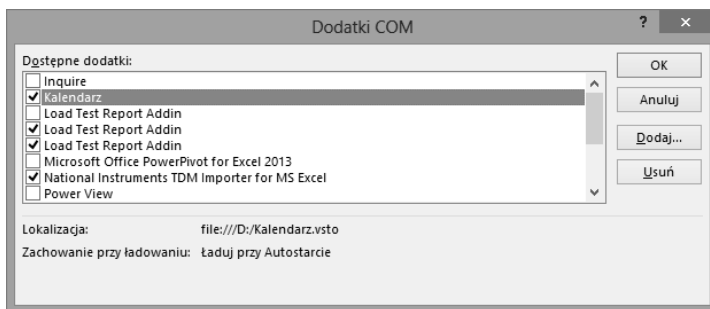 Dodatki COM
? ×
Dostępne dodatki:
Inquire
Kalendarz
Load Test Report Addin
Load Test Report Addin
Load Test Report Addin
Microsoft Office PowerPivot for Excel 2013
National Instruments TDM Importer for MS Excel
Power View
OK
Anuluj
Dodaj...
Usuń
Lokalizacja: file:///D:/Kalendarz.vsto
Zachowanie przy ładowaniu: Ładuj przy Autostarcie